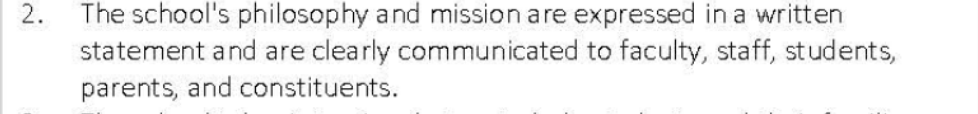 2. The school's philosophy and mission are expressed in a written
statement and are clearly communicated to faculty, staff, students,
parents, and constituents.